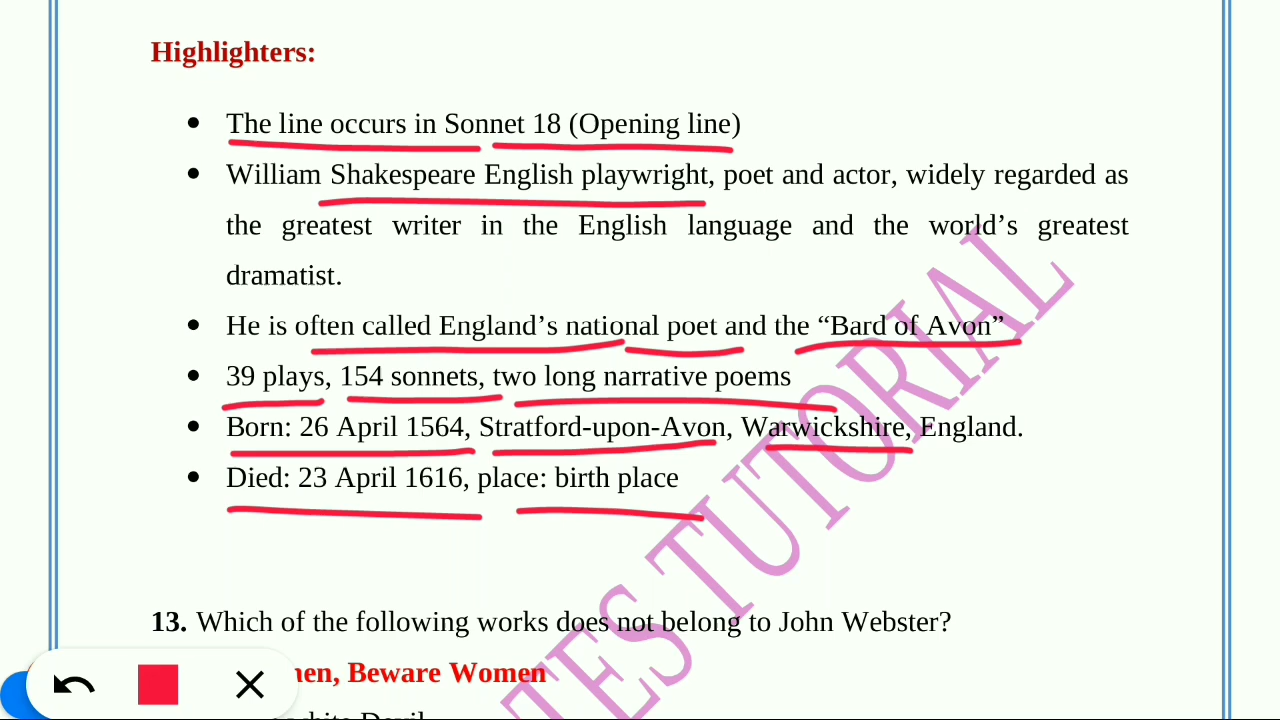 Highlighters:
The line occurs in Sonnet 18 (Opening line)
William Shakespeare English playwright, poet and actor, widely regarded as
the greatest writer in the English language and the world’s greatest
dramatist.
He is often called England’s national poet and the “Bard of Avon”
39 plays, 154 sonnets, two long narrative poems
Born: 26 April 1564, Stratford-upon-Avon, Warwickshire, England.
Died: 23 April 1616, place: birth place
13. Which of the following works does not belong to John Webster?
Beware Women
Devil
TUTORIAL